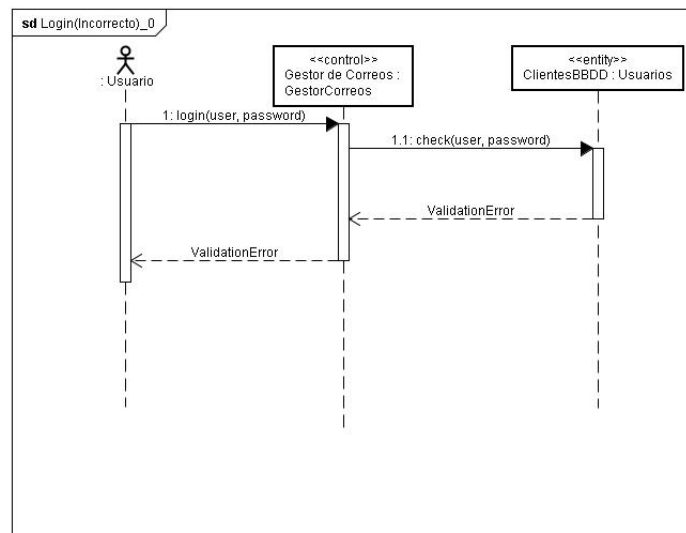 sd Login(Incorrecto)_0
: Usuario
<<control>>
Gestor de Correos :
GestorCorreos
<<entity>>
ClientesBBDD : Usuarios
1: login(user, password)
1.1: check(user, password)
ValidationError
ValidationError